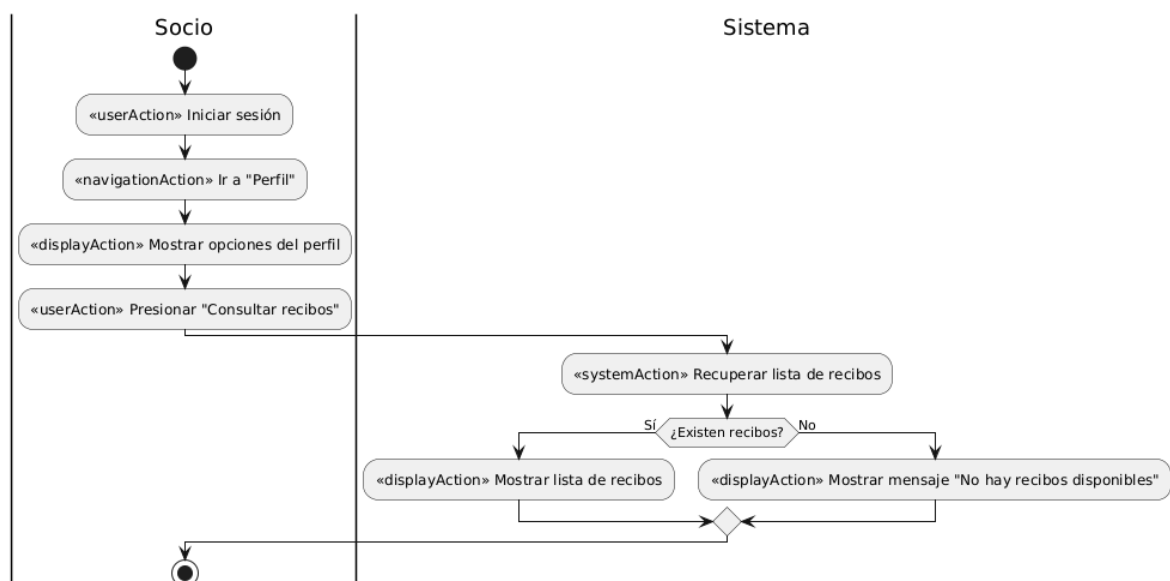 Socio
Sistema
«userAction» Iniciar sesión
«navigationAction» Ir a "Perfil"
«displayAction» Mostrar opciones del perfil
«userAction» Presionar "Consultar recibos"
«systemAction» Recuperar lista de recibos
Sí
¿Existen recibos?
No
«displayAction» Mostrar lista de recibos
«displayAction» Mostrar mensaje "No hay recibos disponibles"